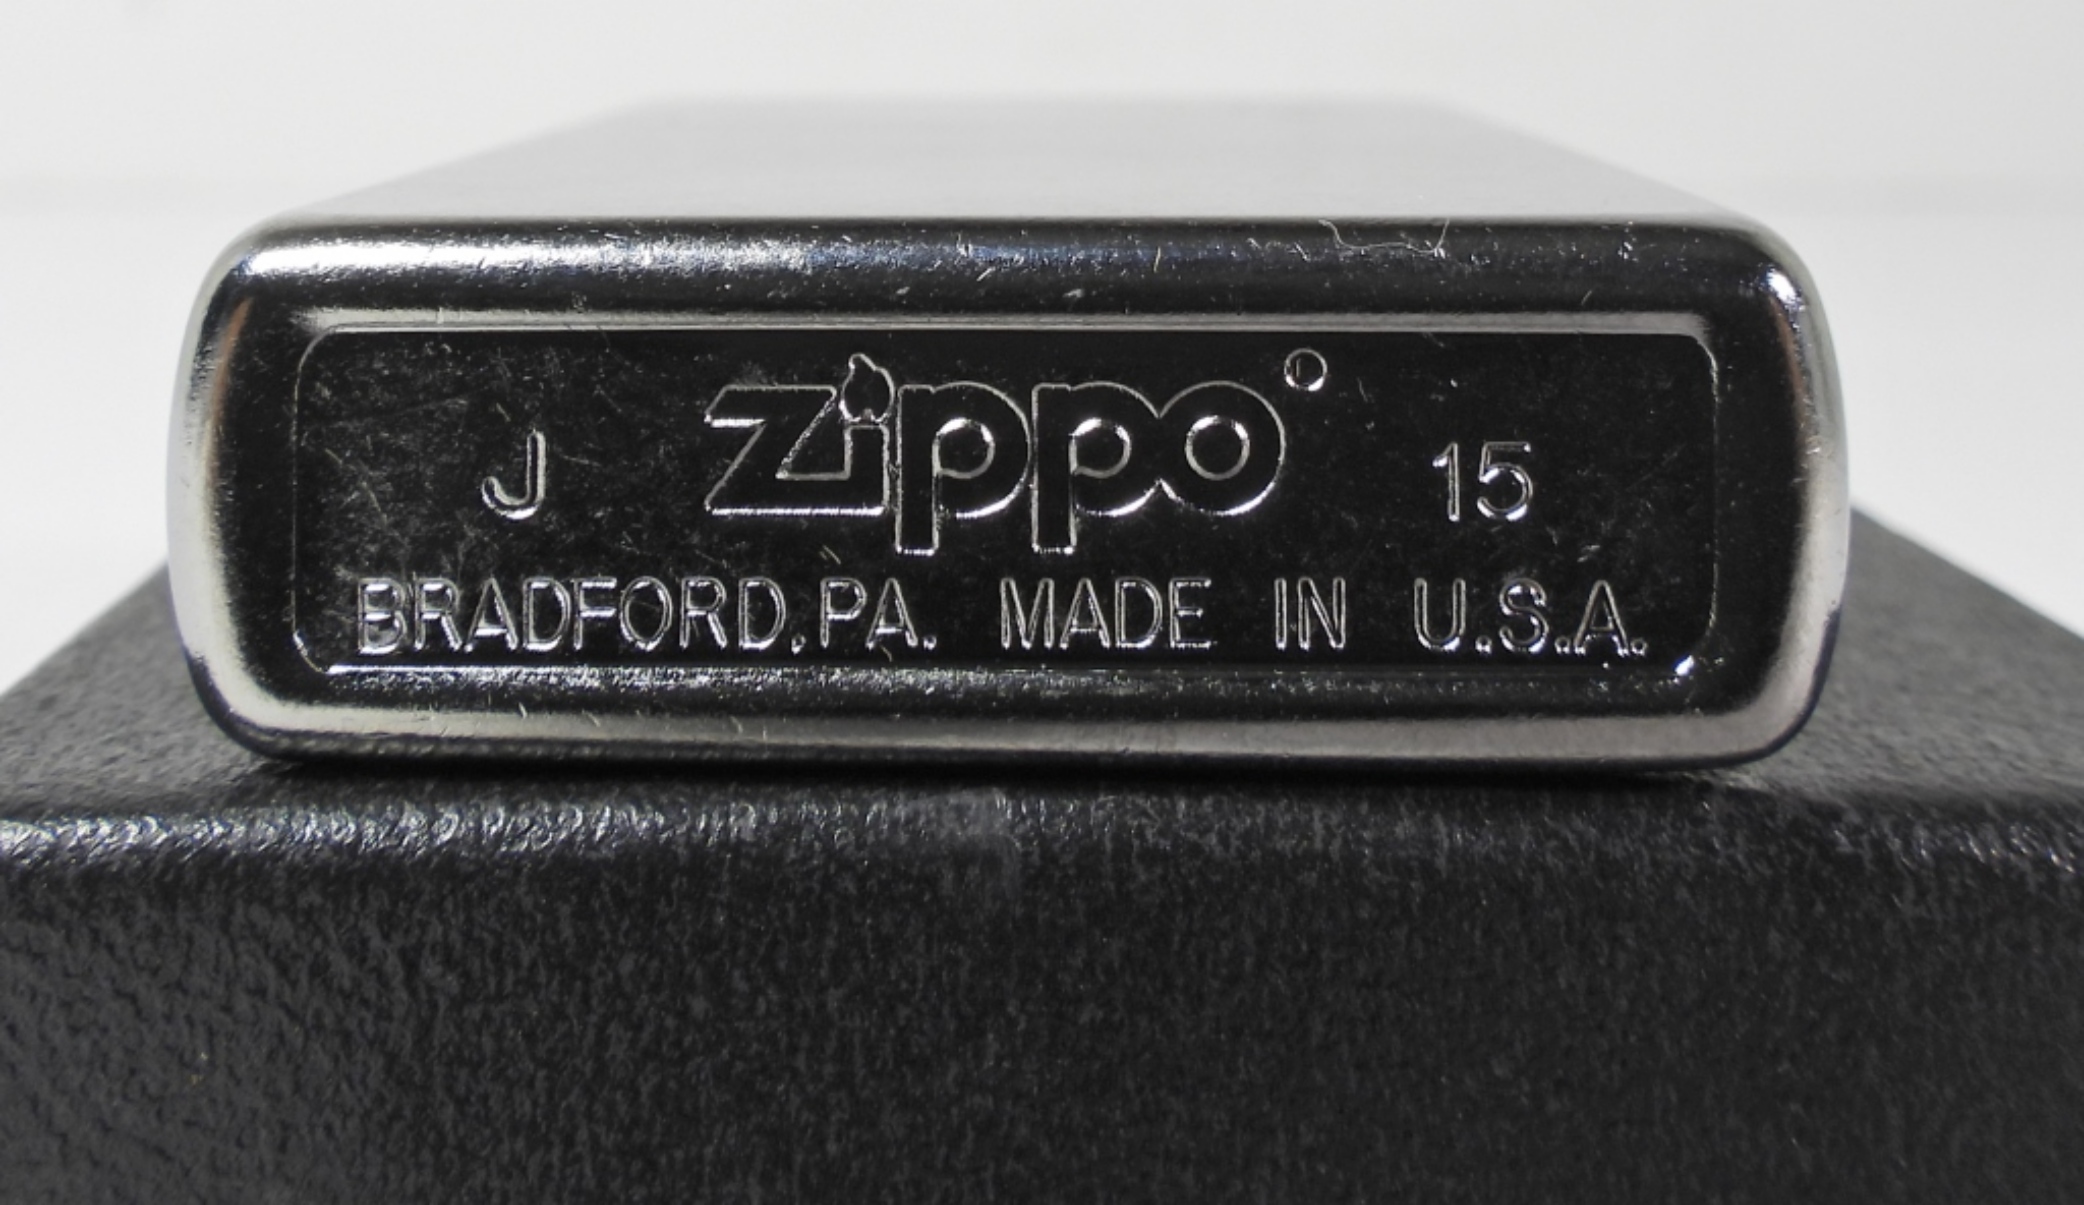 J zippo® 15
BRADFORD, PA. MADE IN U.S.A.